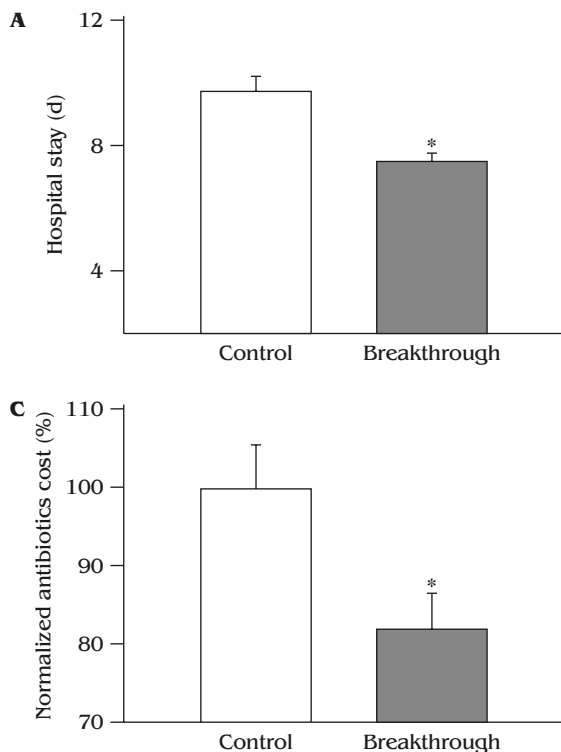 A
12
8
4
Hospital stay (d)
*
Control Breakthrough
C
110
100
90
80
70
Normalized antibiotics cost (%)
*
Control Breakthrough